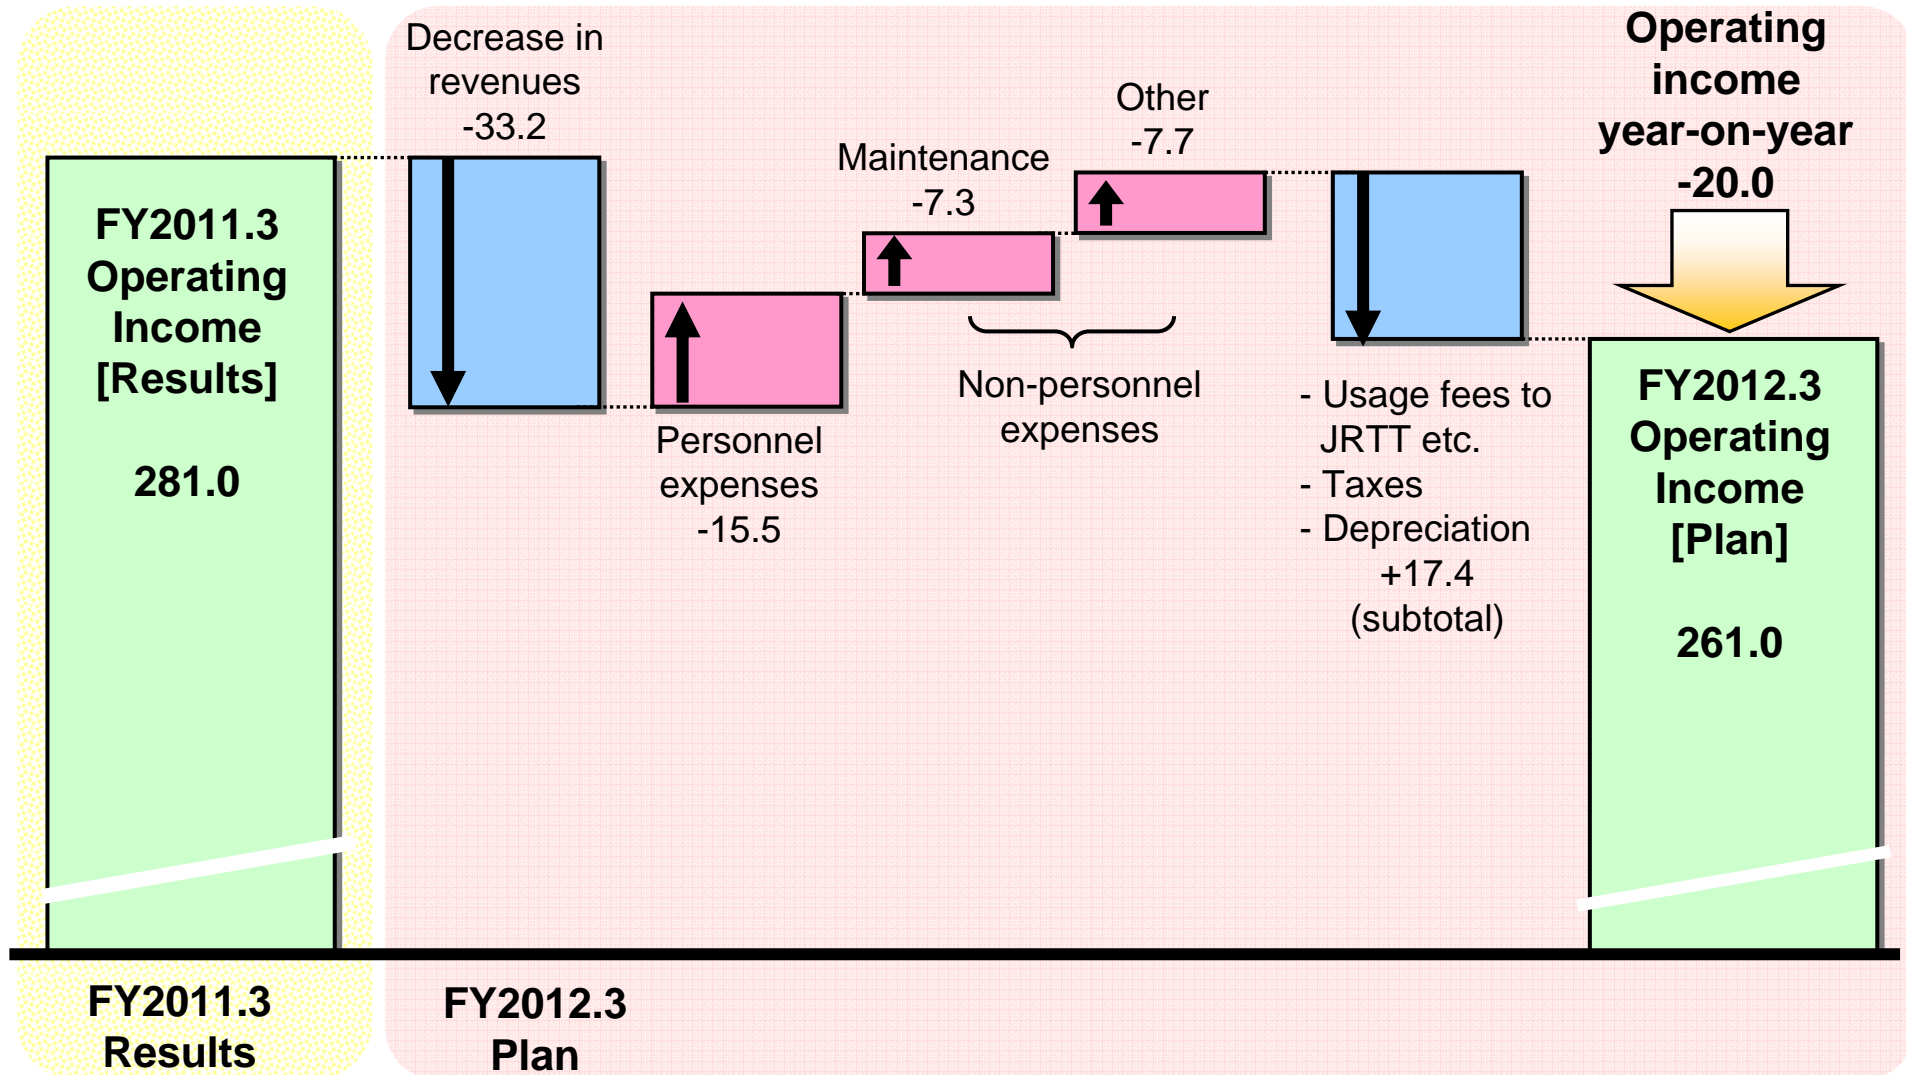 FY2011.3
Operating
Income
[Results]
281.0
Decrease in
revenues
-33.2
Personnel
expenses
-15.5
Maintenance
-7.3
Other
-7.7
Non-personnel
expenses
- Usage fees to
JRTT etc.
- Taxes
- Depreciation
+17.4
(subtotal)
Operating
income
year-on-year
-20.0
FY2012.3
Operating
Income
[Plan]
261.0
FY2011.3
Results
FY2012.3
Plan